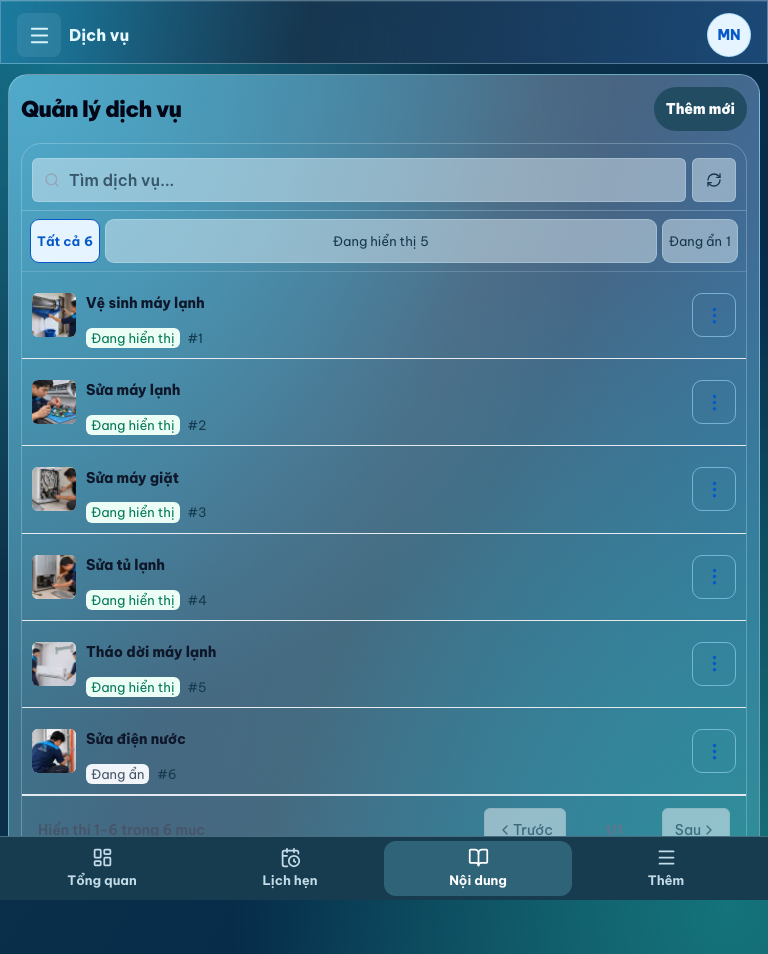 Dịch vụ
MN
Quản lý dịch vụ
Thêm mới
Tìm dịch vụ...
Tất cả 6
Đang hiển thị 5
Đang ẩn 1
Vệ sinh máy lạnh
Đang hiển thị #1
Sửa máy lạnh
Đang hiển thị #2
Sửa máy giặt
Đang hiển thị #3
Sửa tủ lạnh
Đang hiển thị #4
Tháo dời máy lạnh
Đang hiển thị #5
Sửa điện nước
Đang ẩn #6
Hiển thị 1-6 trong 6 mục
Trước
Sau
Tổng quan
Lịch hẹn
Nội dung
Thêm